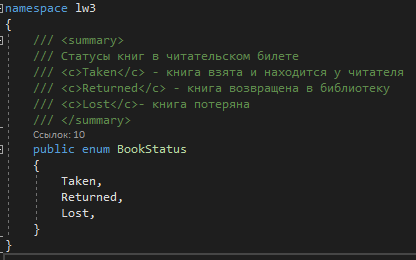 namespace lw3
{
/// <summary>
/// Статусы книг в читательском билете
/// <c>Taken</c> - книга взята и находится у читателя
/// <c>Returned</c> - книга возвращена в библиотеку
/// <c>Lost</c>- книга потеряна
/// </summary>
Ссылок: 10
public enum BookStatus
{
Taken,
Returned,
Lost,
}
}